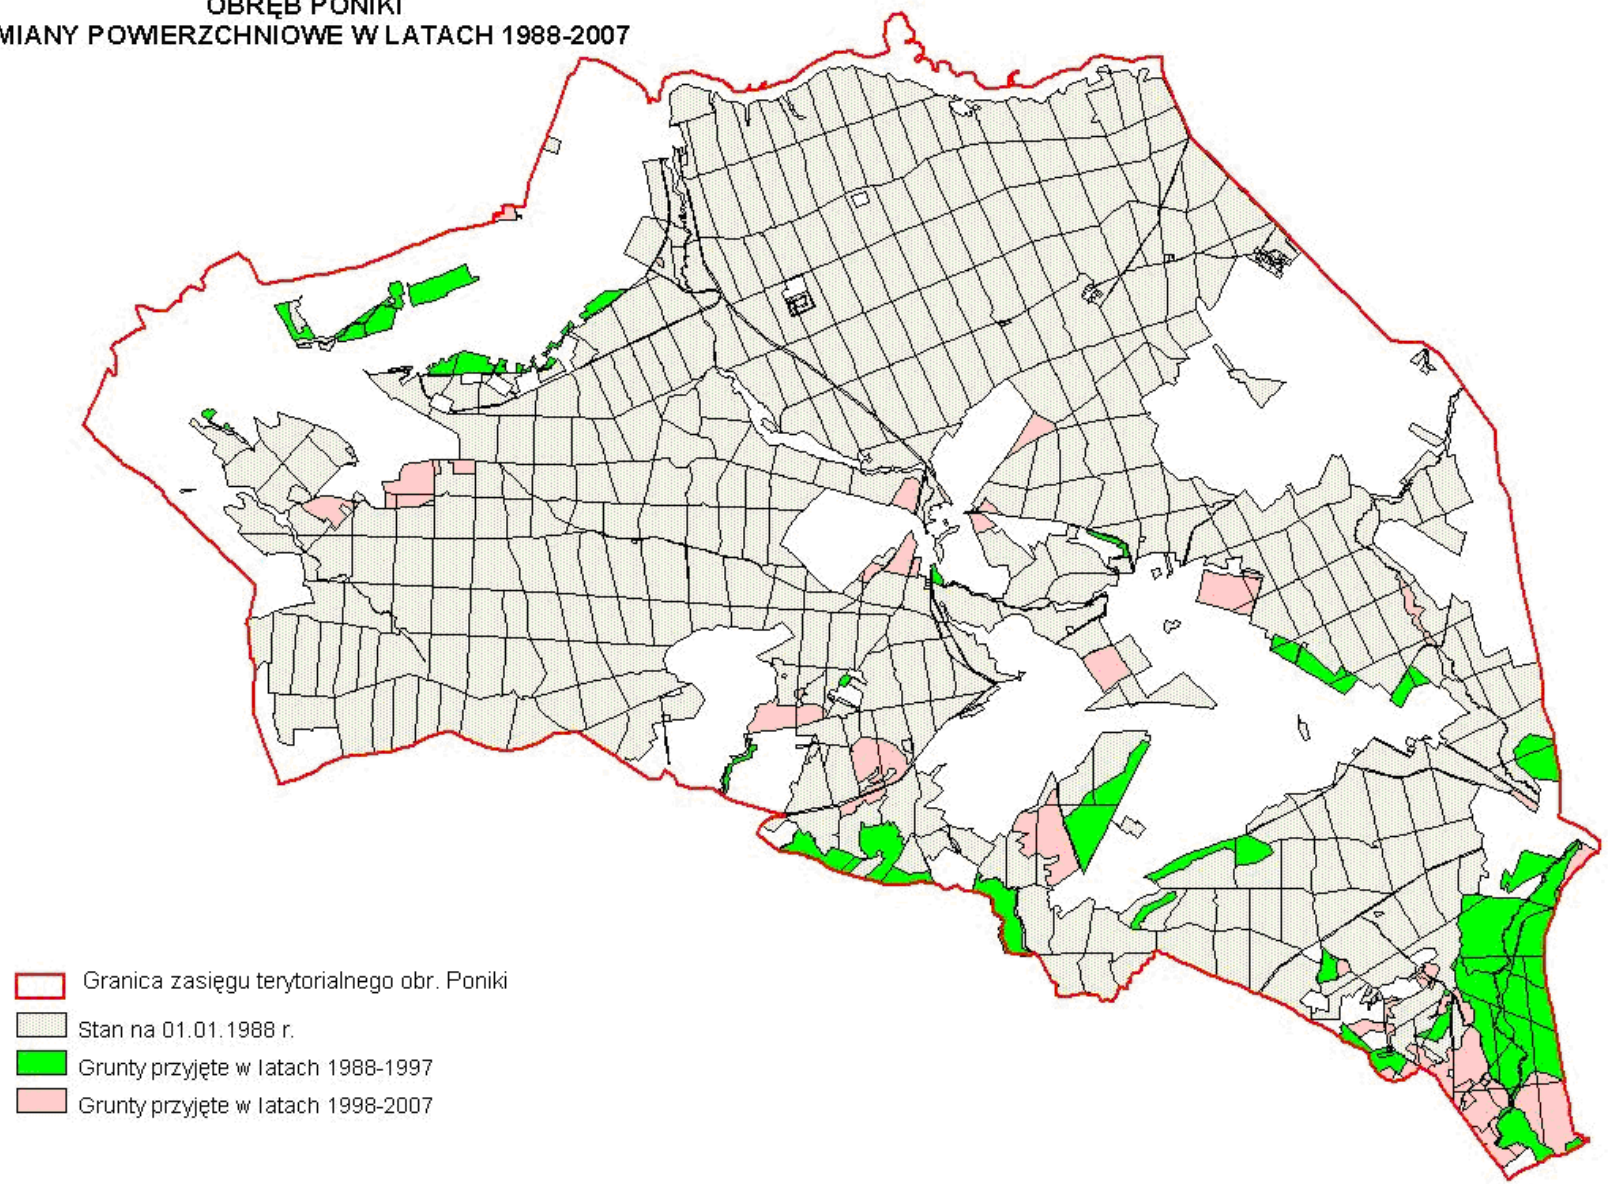 OBRĘB PONIKI
MIANY POWIERZCHNIOWE W LATACH 1988-2007
Granica zasięgu terytorialnego obr. Poniki
Stan na 01.01.1988 r.
Grunty przyjęte w latach 1988-1997
Grunty przyjęte w latach 1998-2007